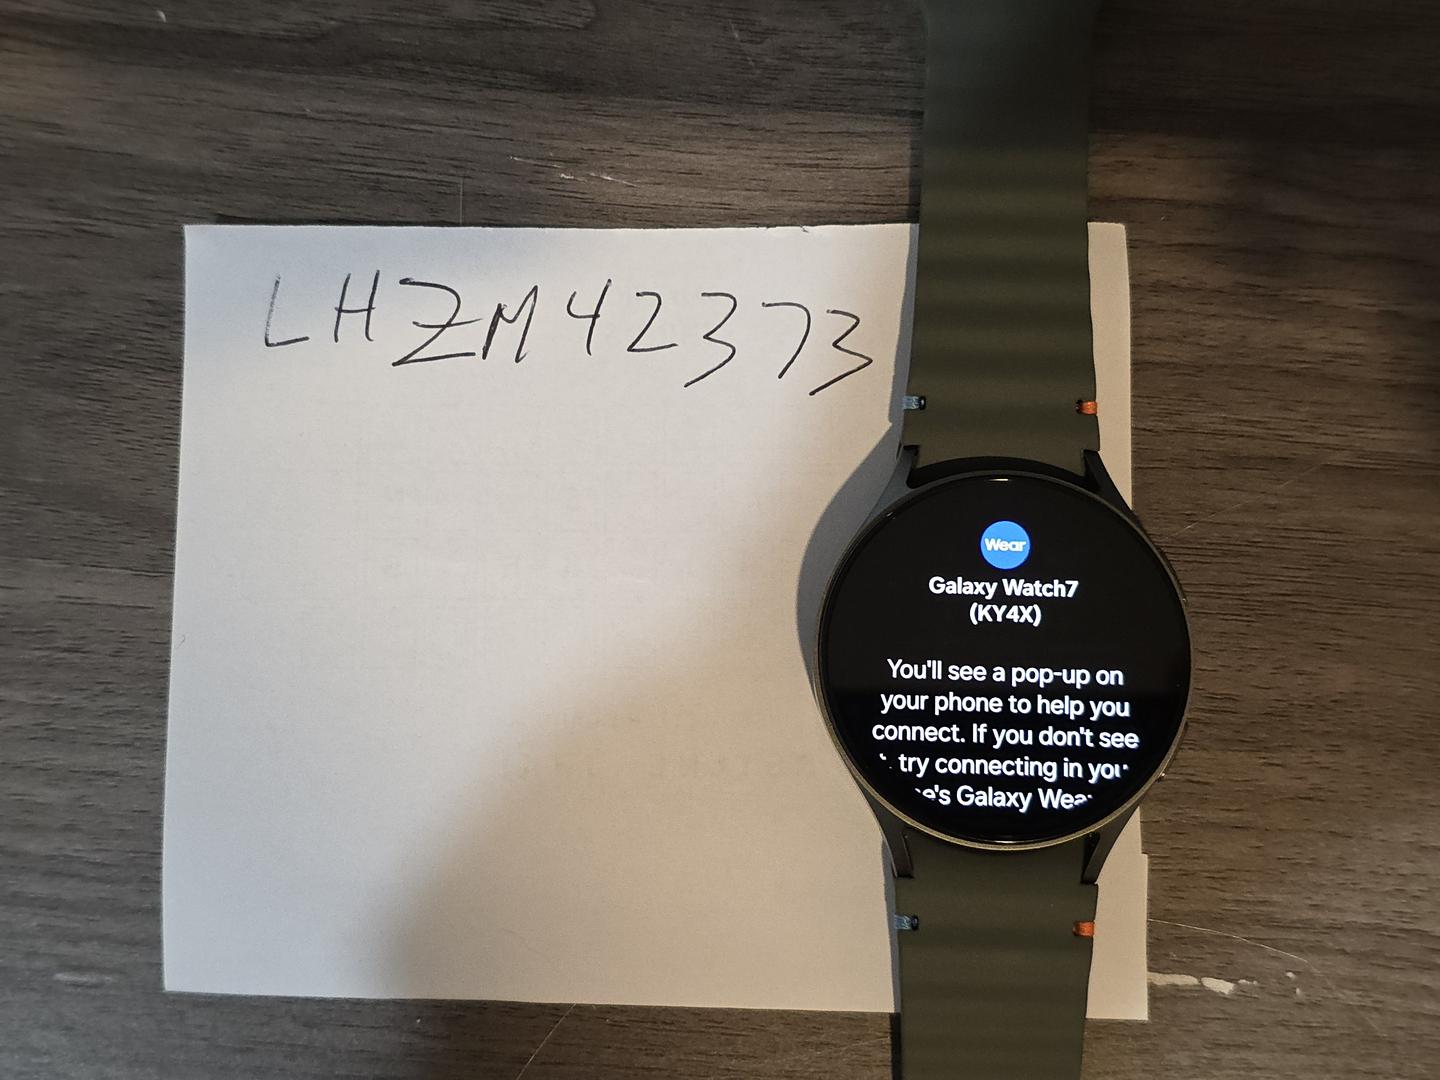 LHZM42373
Wear
Galaxy Watch7
(KY4X)
You'll see a pop-up on
your phone to help you
connect. If you don't see
try connecting in your
Galaxy Wear